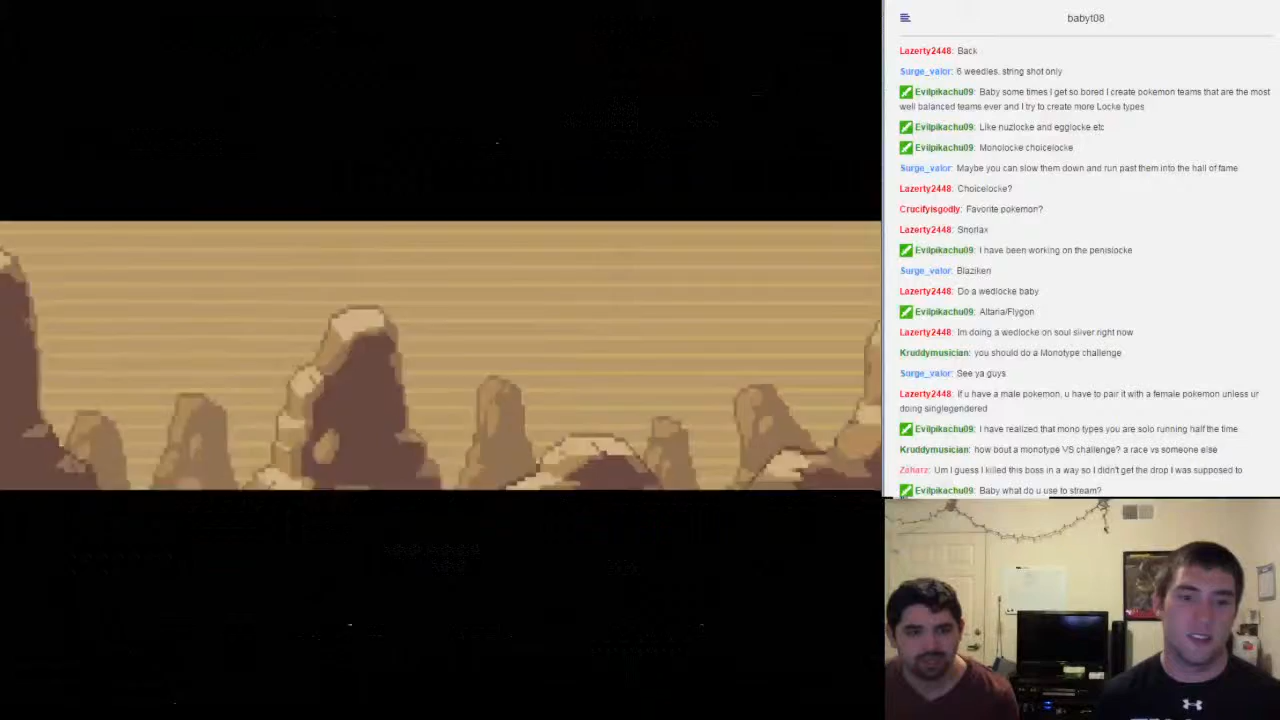 babyt08
Lazerty2448: Back
Surge_valor: 6 weedles, string shot only
Evilpikachu09: Baby some times I get so bored I create pokemon teams that are the most
well balanced teams ever and I try to create more Locke types
Evilpikachu09: Like nuzlocke and egglocke etc
Evilpikachu09: Monolocke choicelocke
Surge_valor: Maybe you can slow them down and run past them into the hall of fame
Lazerty2448: Choicelocke?
Crucifyisgodly: Favorite pokemon?
Lazerty2448: Snorlax
Evilpikachu09: I have been working on the penislocke
Surge_valor: Blaziken
Lazerty2448: Do a wedlocke baby
Evilpikachu09: Altaria/Flygon
Lazerty2448: Im doing a wedlocke on soul silver right now
Kruddymusician: you should do a Monotype challenge
Surge_valor: See ya guys
Lazerty2448: If u have a male pokemon, u have to pair it with a female pokemon unless ur
doing singlegendered
Evilpikachu09: I have realized that mono types you are solo running half the time
Kruddymusician: how bout a monotype VS challenge? a race vs someone else
Zaharz: Um I guess I killed this boss in a way so I didn't get the drop I was supposed to
Evilpikachu09: Baby what do u use to stream?